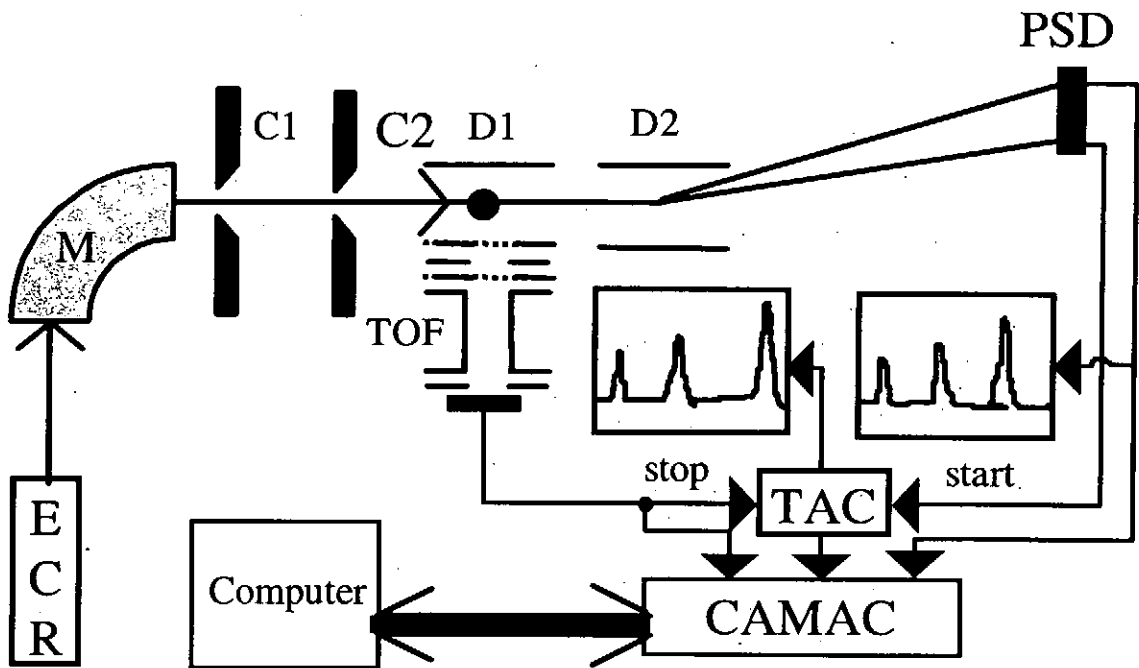 PSD
C1
C2
D1
D2
M
TOF
stop
start
TAC
E
C
R
Computer
CAMAC